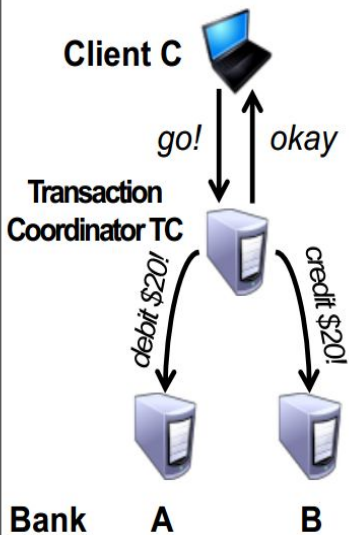 Client C
go!
okay
Transaction
Coordinator TC
debit $20!
credit $20!
Bank A B